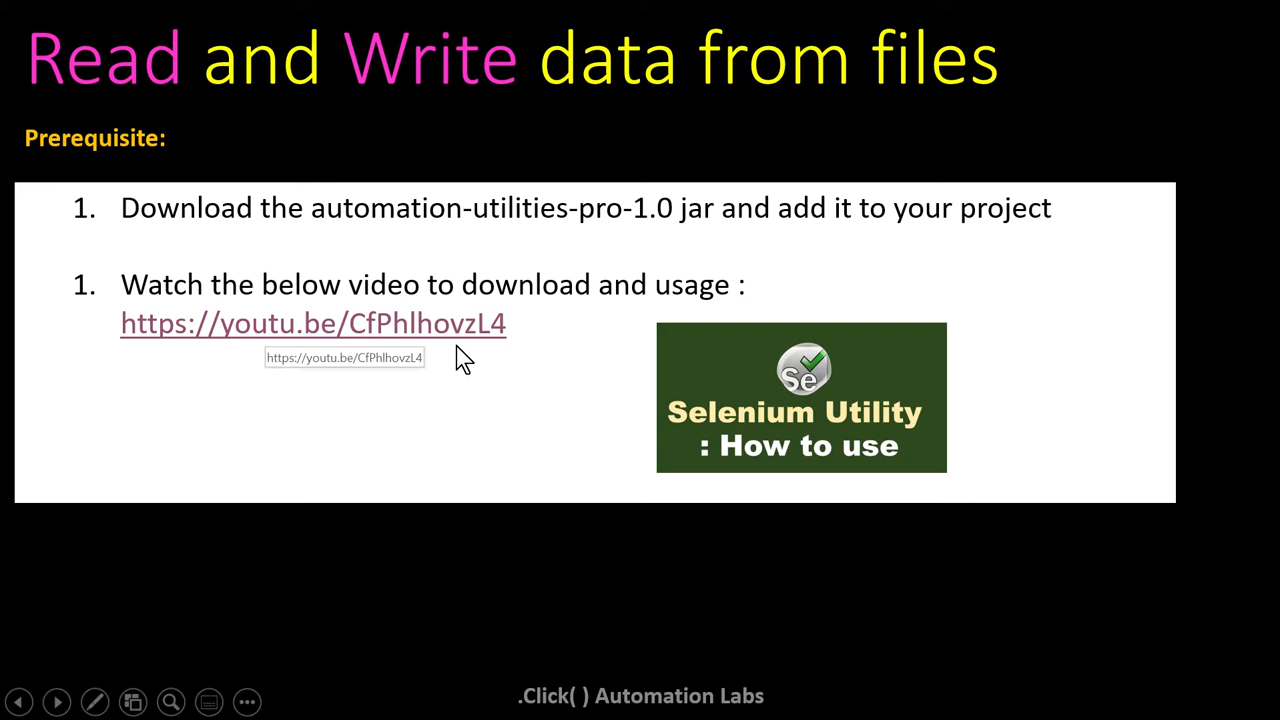 Read and Write data from files
Prerequisite:
1. Download the automation-utilities-pro-1.0 jar and add it to your project
1. Watch the below video to download and usage :
https://youtu.be/CfPhlhovzL4
https://youtu.be/CfPhlhovzL4
Se
Selenium Utility
: How to use
.Click( ) Automation Labs